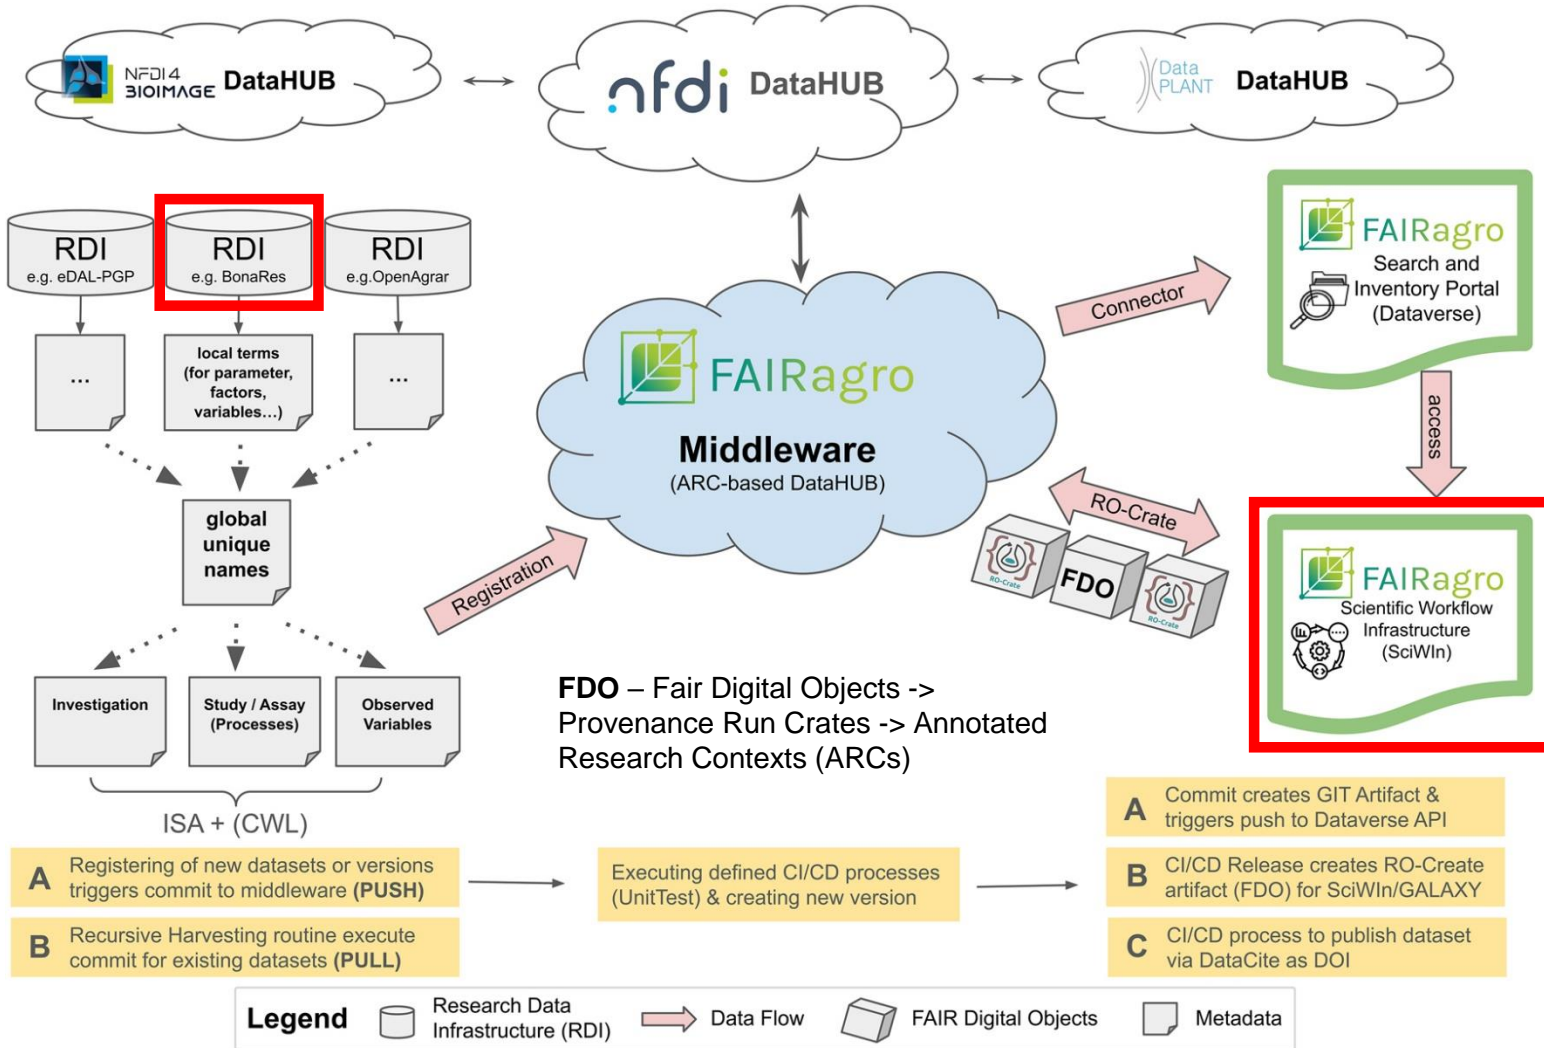 NFDI4
BIOIMAGE DataHUB
nfdi DataHUB
Data
PLANT DataHUB
RDI
e.g. eDAL-PGP
RDI
e.g. BonaRes
RDI
e.g.OpenAgrar
...
local terms
(for parameter,
factors,
variables...)
...
global
unique
names
Investigation
Study / Assay
(Processes)
Observed
Variables
ISA + (CWL)
Registration
FAIRagro
Middleware
(ARC-based DataHUB)
Connector
FAIRagro
Search and
Inventory Portal
(Dataverse)
access
RO-Crate
RO-Crate
FDO
RO-Crate
FAIRagro
Scientific Workflow
Infrastructure
(SciWIn)
FDO – Fair Digital Objects ->
Provenance Run Crates -> Annotated
Research Contexts (ARCs)
A Registering of new datasets or versions
triggers commit to middleware (PUSH)
B Recursive Harvesting routine execute
commit for existing datasets (PULL)
Executing defined CI/CD processes
(UnitTest) & creating new version
A Commit creates GIT Artifact &
triggers push to Dataverse API
B CI/CD Release creates RO-Create
artifact (FDO) for SciWIn/GALAXY
C CI/CD process to publish dataset
via DataCite as DOI
Legend
Research Data
Infrastructure (RDI)
Data Flow
FAIR Digital Objects
Metadata